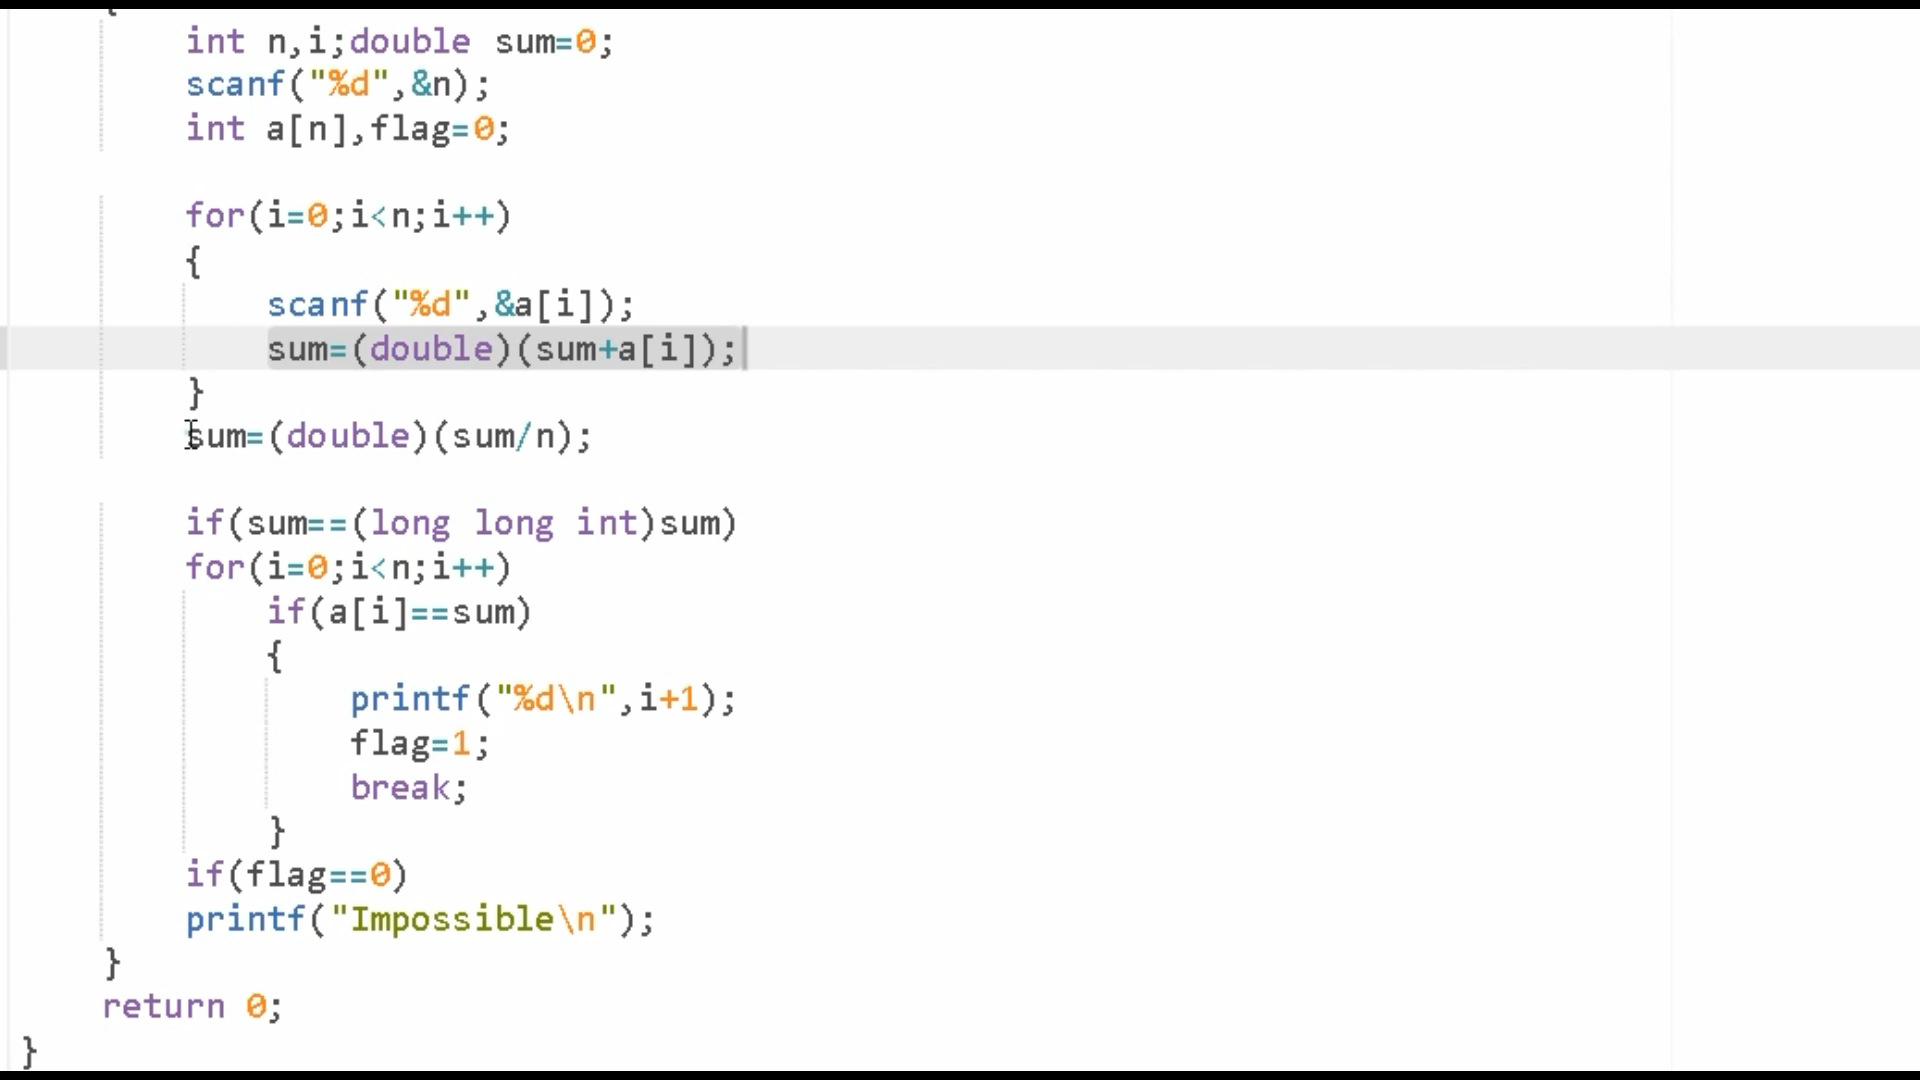 {
int n,i;double sum=0;
scanf("%d",&n);
int a[n],flag=0;
for(i=0;i<n;i++)
{
scanf("%d",&a[i]);
sum=(double)(sum+a[i]);
}
sum=(double)(sum/n);
if(sum==(long long int)sum)
for(i=0;i<n;i++)
if(a[i]==sum)
{
printf("%d\n",i+1);
flag=1;
break;
}
if(flag==0)
printf("Impossible\n");
}
return 0;
}